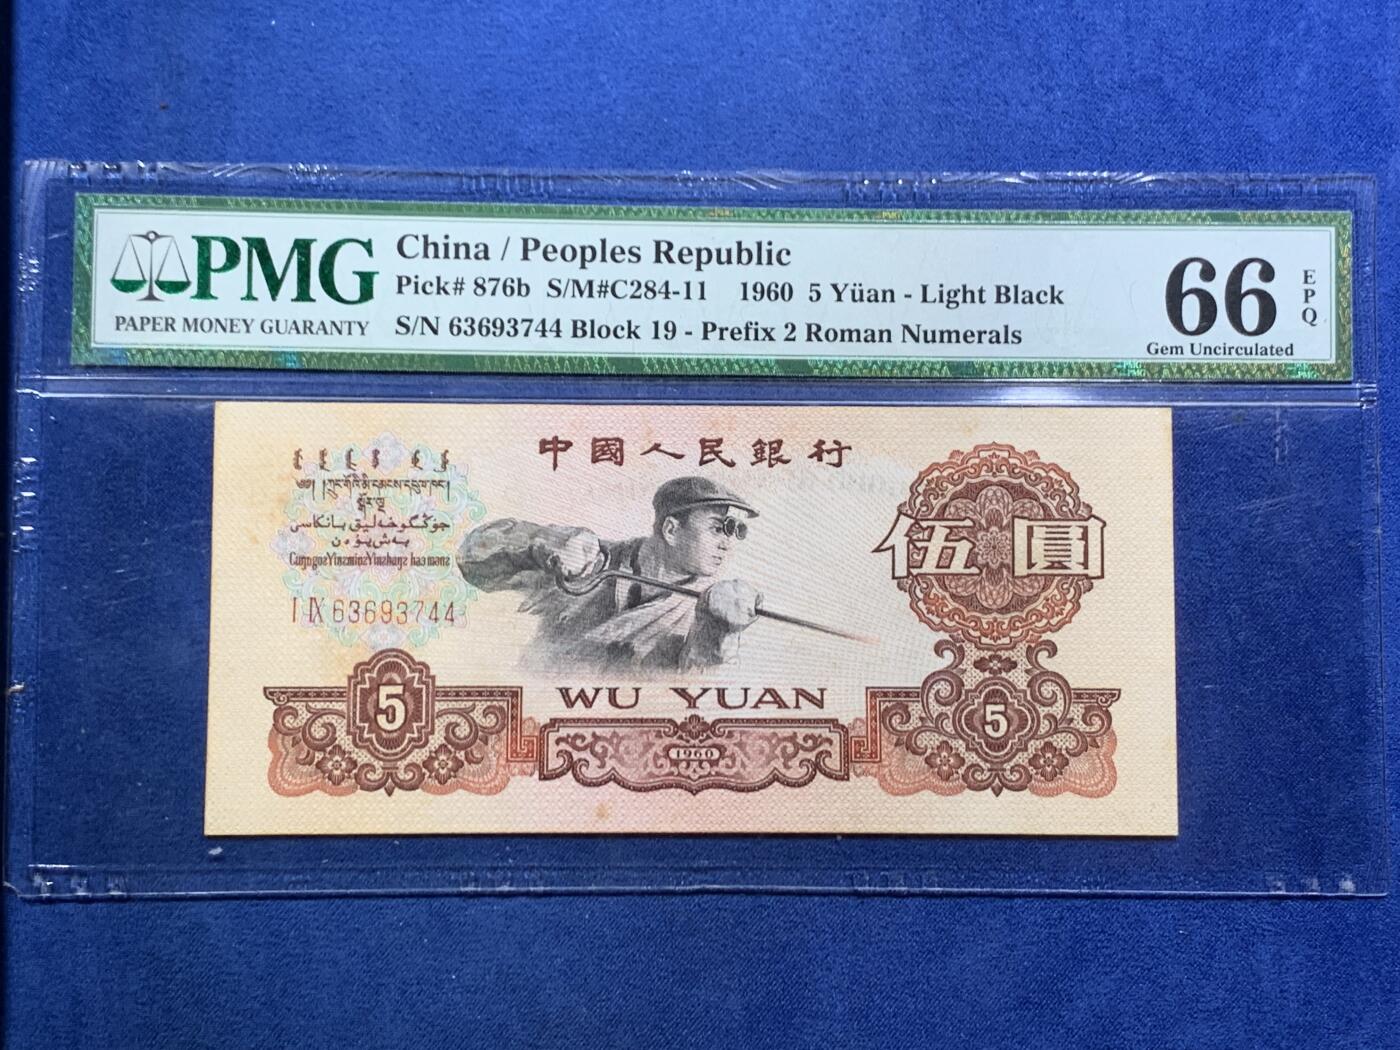 PMG
PAPER MONEY GUARANTY
China / Peoples Republic
Pick# 876b S/M#C284-11 1960 5 Yüan - Light Black
S/N 63693744 Block 19 - Prefix 2 Roman Numerals
66
EPQ
Gem Uncirculated
中國人民銀行
伍圓
I IX 63693744
WU YUAN
5
1960
5